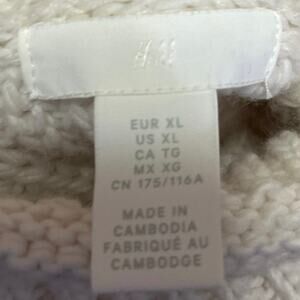 H&M
EUR XL
US XL
CA TG
MX XG
CN 175/116A
MADE IN
CAMBODIA
FABRIQUÉ AU
CAMBODGE